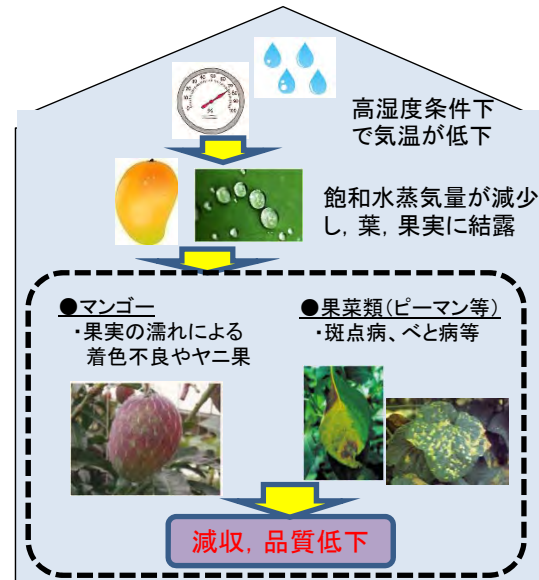 高湿度条件下
で気温が低下
飽和水蒸気量が減少
し，葉，果実に結露
●マンゴー
・果実の濡れによる
着色不良やヤニ果
●果菜類（ピーマン等）
・斑点病、べと病等
減収，品質低下